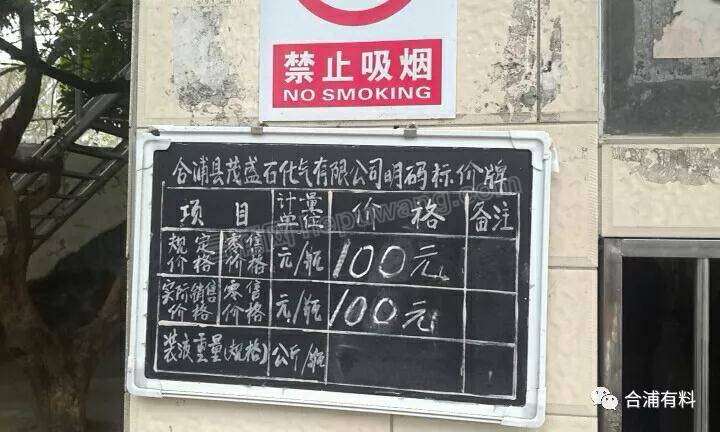 禁止吸烟
NO SMOKING
合浦县茂盛石化气有限公司明码标价牌
项目 计量单位 价格 备注
规定价格 零售价格 元/瓶 100元
实际销售价格 零售价格 元/瓶 100元
装液重量(规格) 公斤/瓶
合浦有料